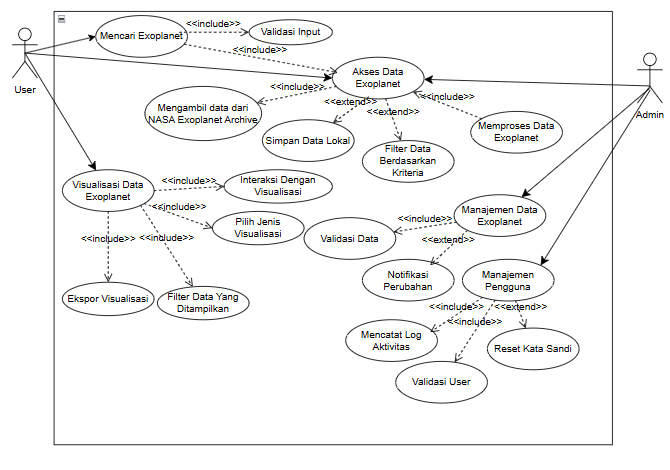 <<include>>
Mencari Exoplanet
Validasi Input
<<include>>
User
Akses Data
Exoplanet
Admin
<<include>>
Mengambil data dari
NASA Exoplanet Archive
<<extend>>
<<extend>>
<<include>>
Simpan Data Lokal
Filter Data
Berdasarkan
Kriteria
Memproses Data
Exoplanet
Visualisasi Data
Exoplanet
<<include>>
Interaksi Dengan
Visualisasi
<<include>>
Pilih Jenis
Visualisasi
<<include>>
<<include>>
Ekspor Visualisasi
Filter Data Yang
Ditampilkan
Manajemen Data
Exoplanet
<<include>>
Validasi Data
<<extend>>
Notifikasi
Perubahan
Manajemen
Pengguna
<<include>>
<<include>>
<<extend>>
Mencatat Log
Aktivitas
Reset Kata Sandi
Validasi User